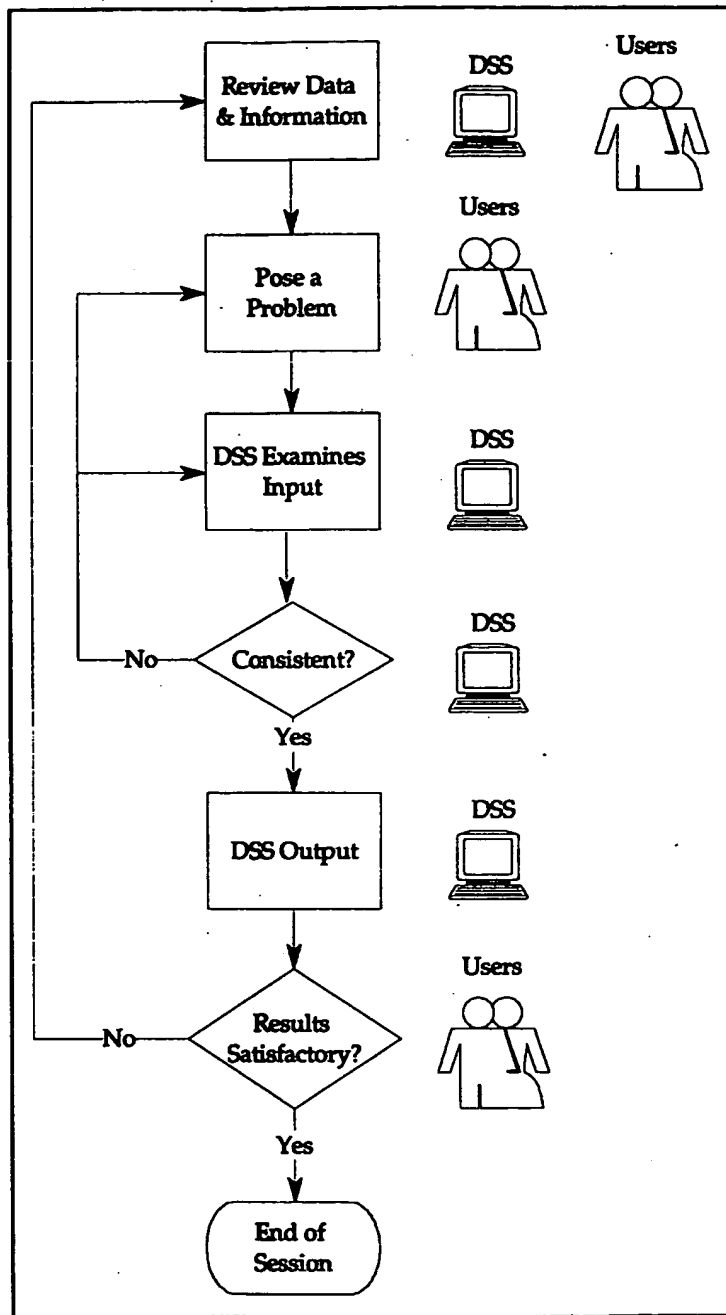 Users
DSS
Review Data
& Information
Users
Pose a
Problem
DSS
DSS Examines
Input
DSS
No
Consistent?
Yes
DSS
DSS Output
Users
No
Results
Satisfactory?
Yes
End of
Session